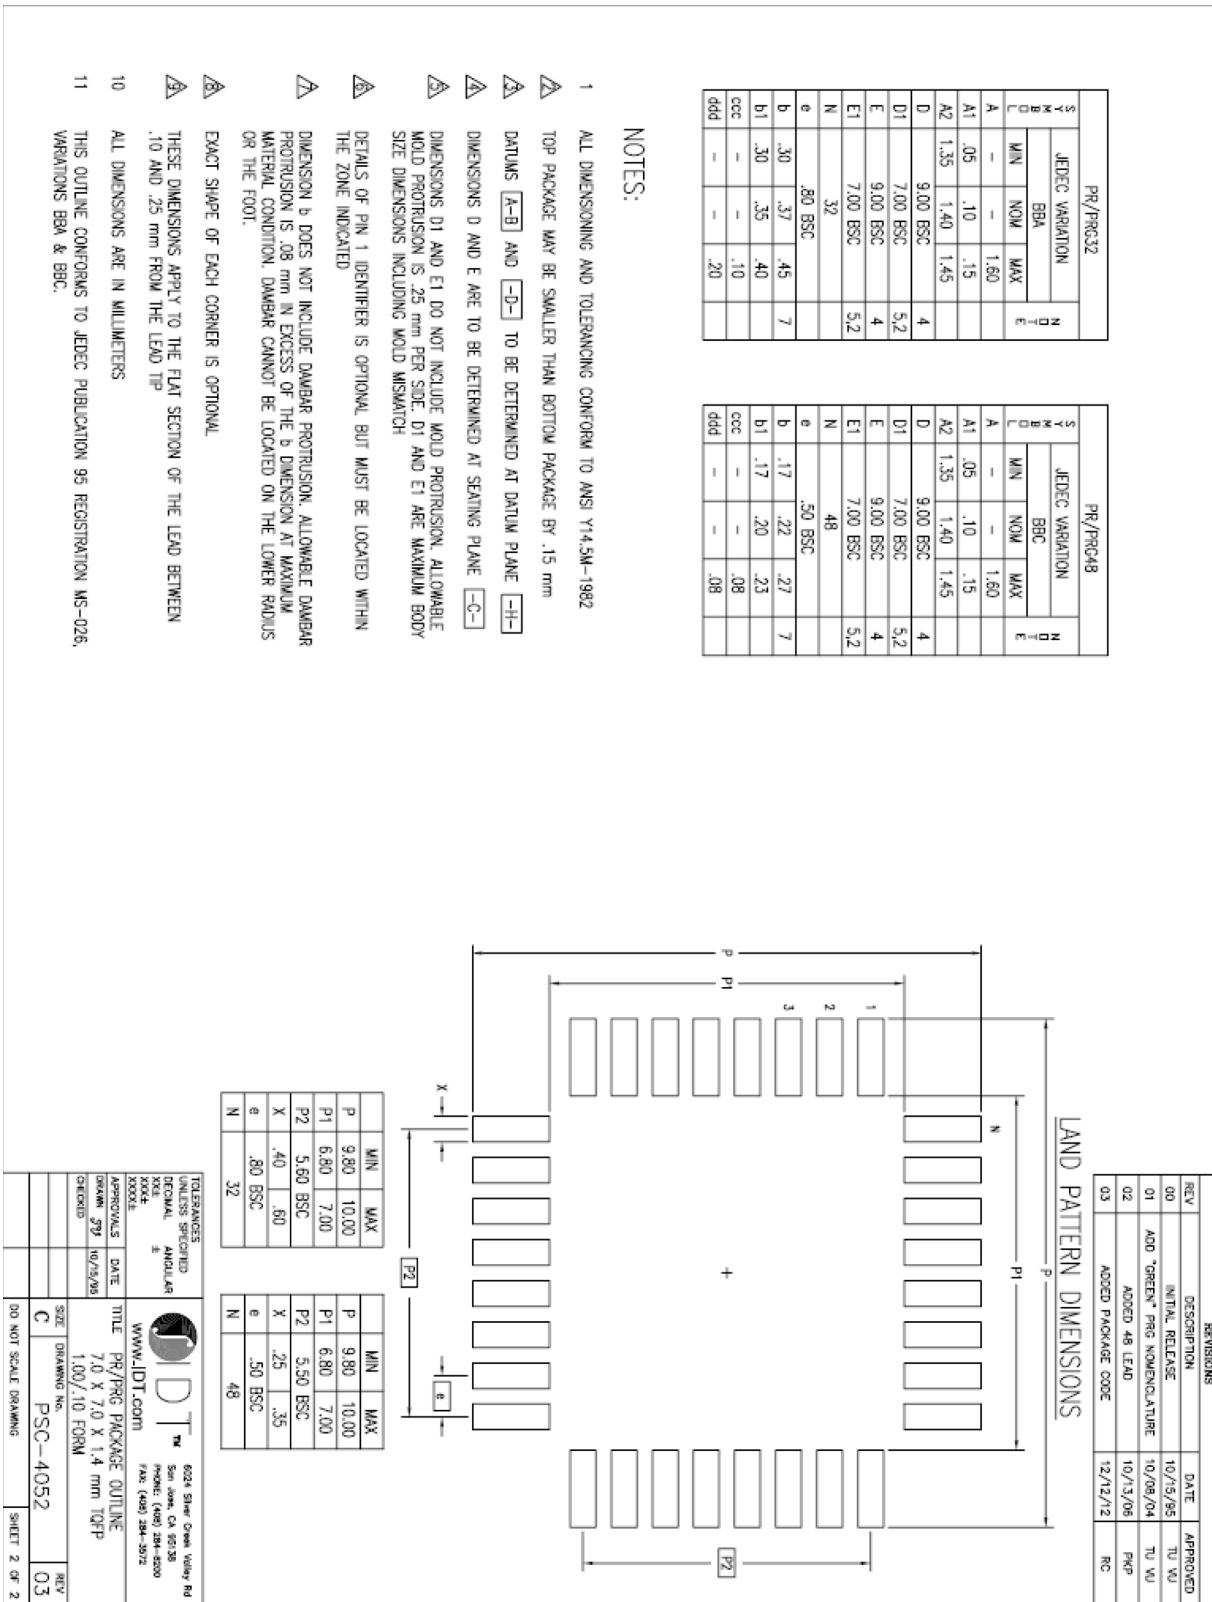 PR/PRG32
SYMBOL JEDEC VARIATION NOTE
BBA
MIN NOM MAX
A – – 1.60
A1 .05 .10 .15
A2 1.35 1.40 1.45
D 9.00 BSC 4
D1 7.00 BSC 5,2
E 9.00 BSC 4
E1 7.00 BSC 5,2
N 32
e .80 BSC
b .30 .37 .45 7
b1 .30 .35 .40
ccc – – .10
ddd – – .20
PR/PRG48
SYMBOL JEDEC VARIATION NOTE
BBC
MIN NOM MAX
A – – 1.60
A1 .05 .10 .15
A2 1.35 1.40 1.45
D 9.00 BSC 4
D1 7.00 BSC 5,2
E 9.00 BSC 4
E1 7.00 BSC 5,2
N 48
e .50 BSC
b .17 .22 .27 7
b1 .17 .20 .23
ccc – – .08
ddd – – .08
NOTES:
1 ALL DIMENSIONING AND TOLERANCING CONFORM TO ANSI Y14.5M-1982
2 TOP PACKAGE MAY BE SMALLER THAN BOTTOM PACKAGE BY .15 mm
3 DATUMS A-B AND -D- TO BE DETERMINED AT DATUM PLANE -H-
4 DIMENSIONS D AND E ARE TO BE DETERMINED AT SEATING PLANE -C-
5 DIMENSIONS D1 AND E1 DO NOT INCLUDE MOLD PROTRUSION. ALLOWABLE
MOLD PROTRUSION IS .25 mm PER SIDE. D1 AND E1 ARE MAXIMUM BODY
SIZE DIMENSIONS INCLUDING MOLD MISMATCH
6 DETAILS OF PIN 1 IDENTIFIER IS OPTIONAL BUT MUST BE LOCATED WITHIN
THE ZONE INDICATED
7 DIMENSION b DOES NOT INCLUDE DAMBAR PROTRUSION. ALLOWABLE DAMBAR
PROTRUSION IS .08 mm IN EXCESS OF THE b DIMENSION AT MAXIMUM
MATERIAL CONDITION. DAMBAR CANNOT BE LOCATED ON THE LOWER RADIUS
OR THE FOOT.
8 EXACT SHAPE OF EACH CORNER IS OPTIONAL
9 THESE DIMENSIONS APPLY TO THE FLAT SECTION OF THE LEAD BETWEEN
.10 AND .25 mm FROM THE LEAD TIP
10 ALL DIMENSIONS ARE IN MILLIMETERS
11 THIS OUTLINE CONFORMS TO JEDEC PUBLICATION 95 REGISTRATION MS-026,
VARIATIONS BBA & BBC.
REVISIONS
REV DESCRIPTION DATE APPROVED
00 INITIAL RELEASE 10/15/95 TU VU
01 ADD "GREEN" PRG NOMENCLATURE 10/08/04 TU VU
02 ADDED 48 LEAD 10/13/06 PKP
03 ADDED PACKAGE CODE 12/12/12 RC
LAND PATTERN DIMENSIONS
P
P1
N
1
2
3
P
P1
P2
e
X
P2
MIN MAX
P 9.80 10.00
P1 6.80 7.00
P2 5.60 BSC
X .40 .60
e .80 BSC
N 32
MIN MAX
P 9.80 10.00
P1 6.80 7.00
P2 5.50 BSC
X .25 .35
e .50 BSC
N 48
TOLERANCES
UNLESS SPECIFIED
DECIMAL ANGULAR
XX± ±
XXX±
XXXX±
APPROVALS DATE
DRAWN 10/15/95
CHECKED
IDT TM
www.IDT.com
6024 Silver Creek Valley Rd
San Jose, CA 95138
PHONE: (408) 284-8200
FAX: (408) 284-3572
TITLE PR/PRG PACKAGE OUTLINE
7.0 X 7.0 X 1.4 mm TQFP
1.00/.10 FORM
SIZE C
DRAWING No. PSC-4052
REV 03
DO NOT SCALE DRAWING
SHEET 2 OF 2